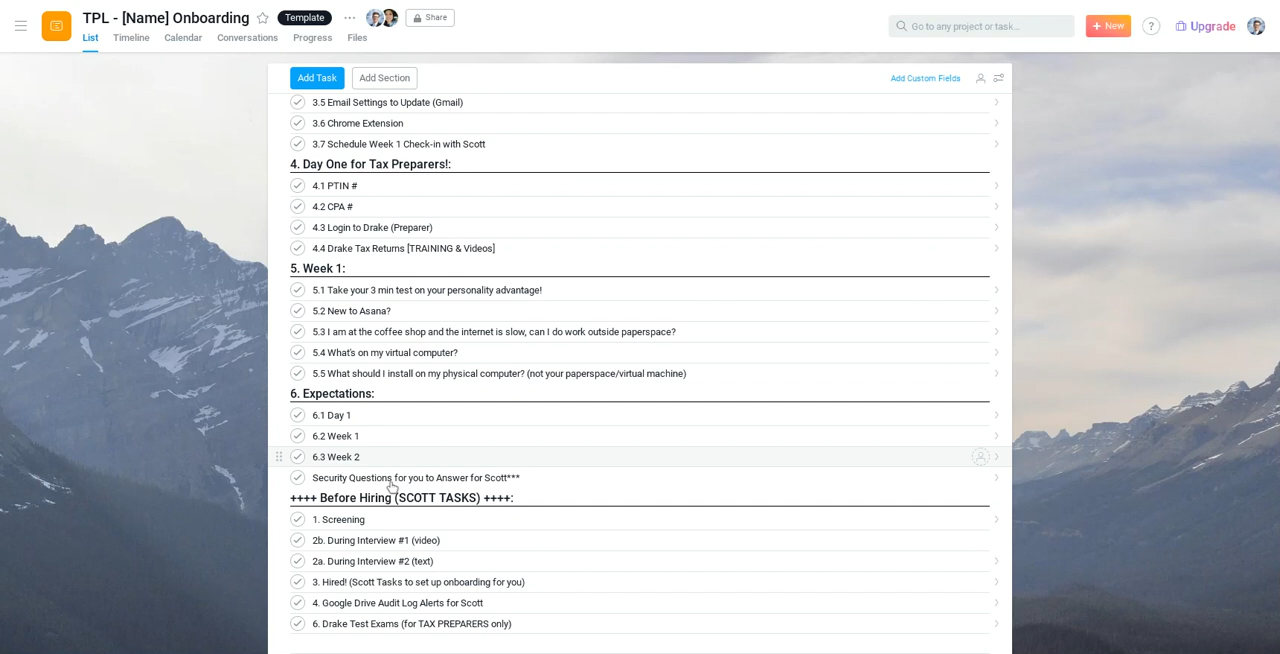 TPL - [Name] Onboarding
Template
Share
Go to any project or task...
+ New
?
Upgrade
List
Timeline
Calendar
Conversations
Progress
Files
Add Task
Add Section
Add Custom Fields
3.5 Email Settings to Update (Gmail)
3.6 Chrome Extension
3.7 Schedule Week 1 Check-in with Scott
4. Day One for Tax Preparers!:
4.1 PTIN #
4.2 CPA #
4.3 Login to Drake (Preparer)
4.4 Drake Tax Returns [TRAINING & Videos]
5. Week 1:
5.1 Take your 3 min test on your personality advantage!
5.2 New to Asana?
5.3 I am at the coffee shop and the internet is slow, can I do work outside paperspace?
5.4 What's on my virtual computer?
5.5 What should I install on my physical computer? (not your paperspace/virtual machine)
6. Expectations:
6.1 Day 1
6.2 Week 1
6.3 Week 2
Security Questions for you to Answer for Scott***
++++ Before Hiring (SCOTT TASKS) ++++:
1. Screening
2b. During Interview #1 (video)
2a. During Interview #2 (text)
3. Hired! (Scott Tasks to set up onboarding for you)
4. Google Drive Audit Log Alerts for Scott
6. Drake Test Exams (for TAX PREPARERS only)